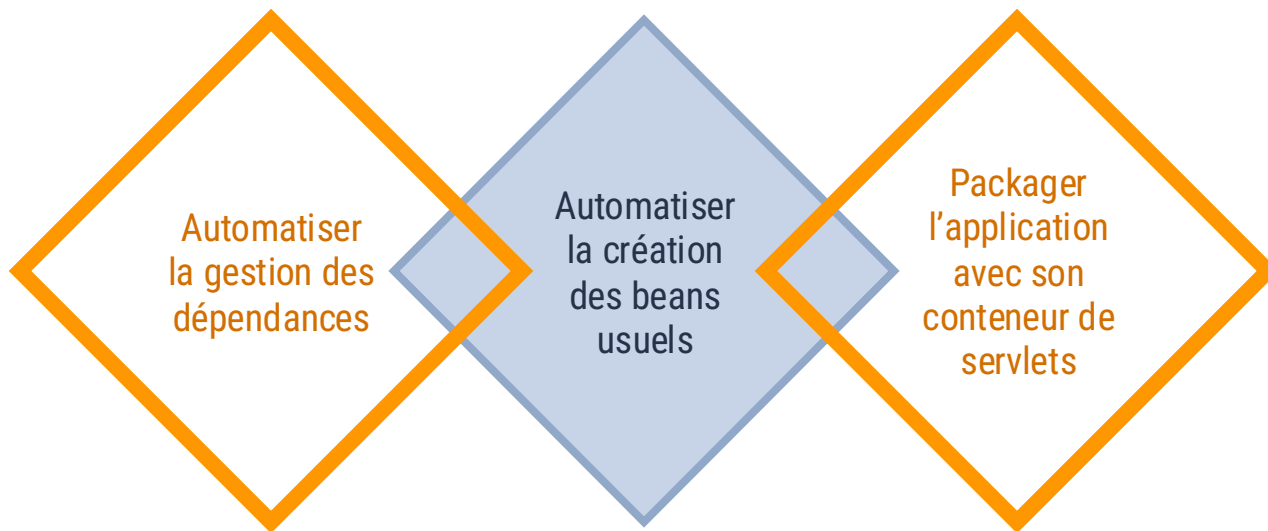 Automatiser
la gestion des
dépendances
Automatiser
la création
des beans
usuels
Packager
l’application
avec son
conteneur de
servlets